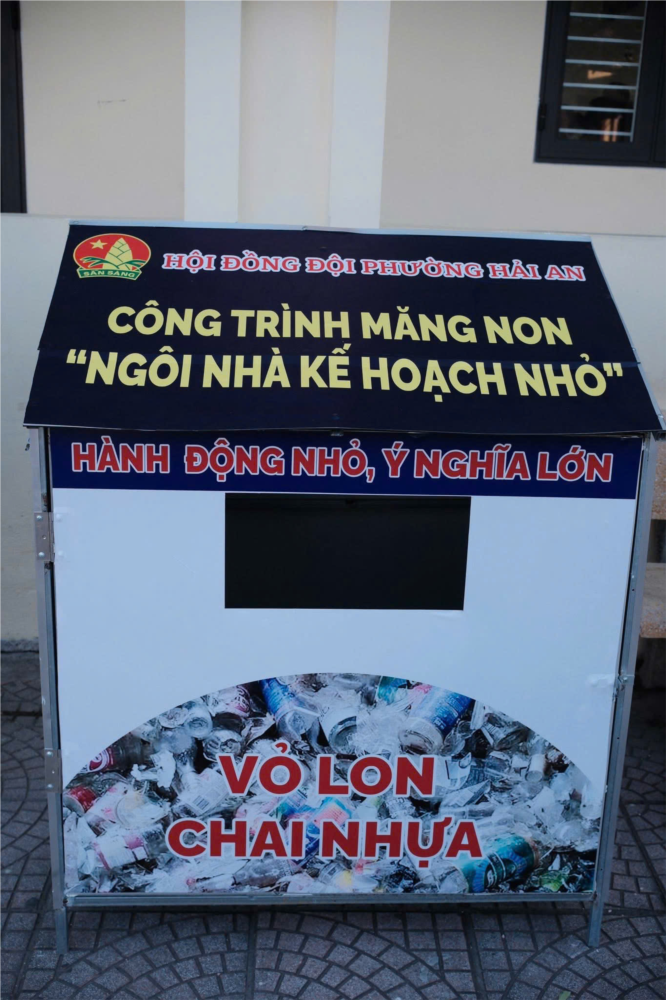 SẴN SÀNG
HỘI ĐỒNG ĐỘI PHƯỜNG HẢI AN
CÔNG TRÌNH MĂNG NON
“NGÔI NHÀ KẾ HOẠCH NHỎ”
HÀNH ĐỘNG NHỎ, Ý NGHĨA LỚN
VỎ LON
CHAI NHỰA